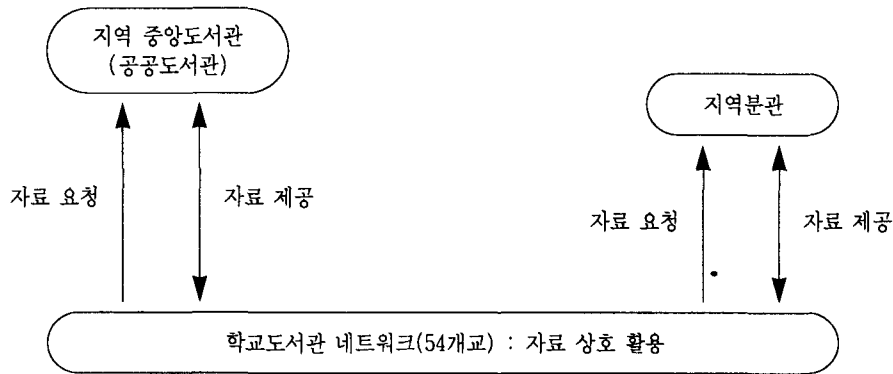 지역 중앙도서관
(공공도서관)
지역분관
자료 요청
자료 제공
자료 요청
자료 제공
학교도서관 네트워크(54개교) : 자료 상호 활용